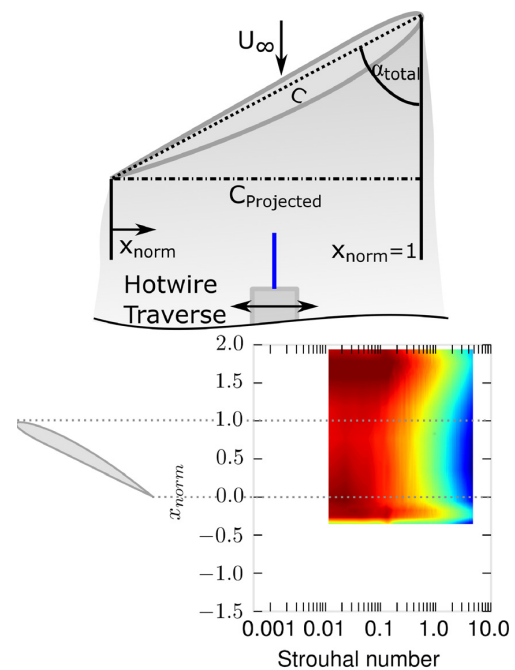 U∞
αtotal
C
CProjected
xnorm
xnorm=1
Hotwire
Traverse
2.0
1.5
1.0
0.5
0.0
−0.5
−1.0
−1.5
xnorm
0.001 0.01 0.1 1.0 10.0
Strouhal number